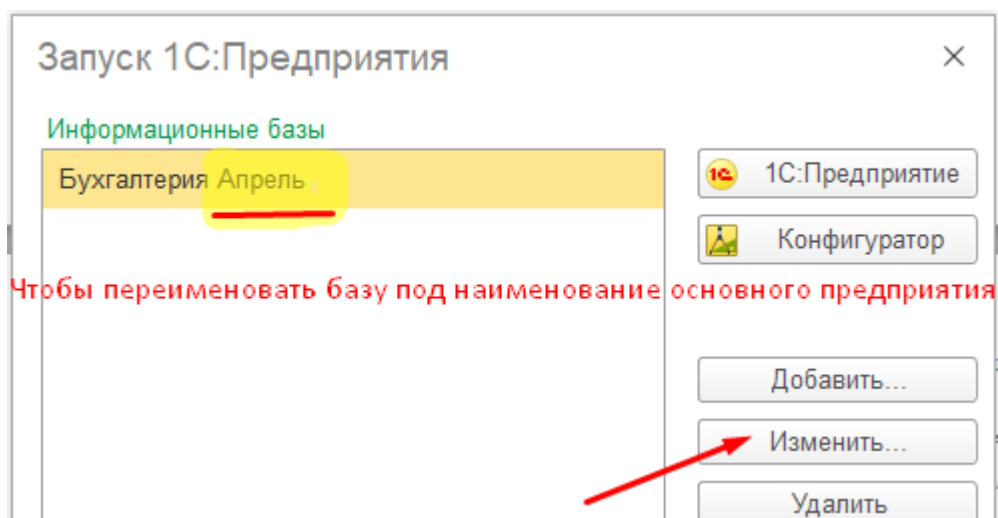 Запуск 1С:Предприятия
Информационные базы
Бухгалтерия Апрель
1С 1С:Предприятие
Конфигуратор
Чтобы переименовать базу под наименование основного предприятия
Добавить...
Изменить...
Удалить